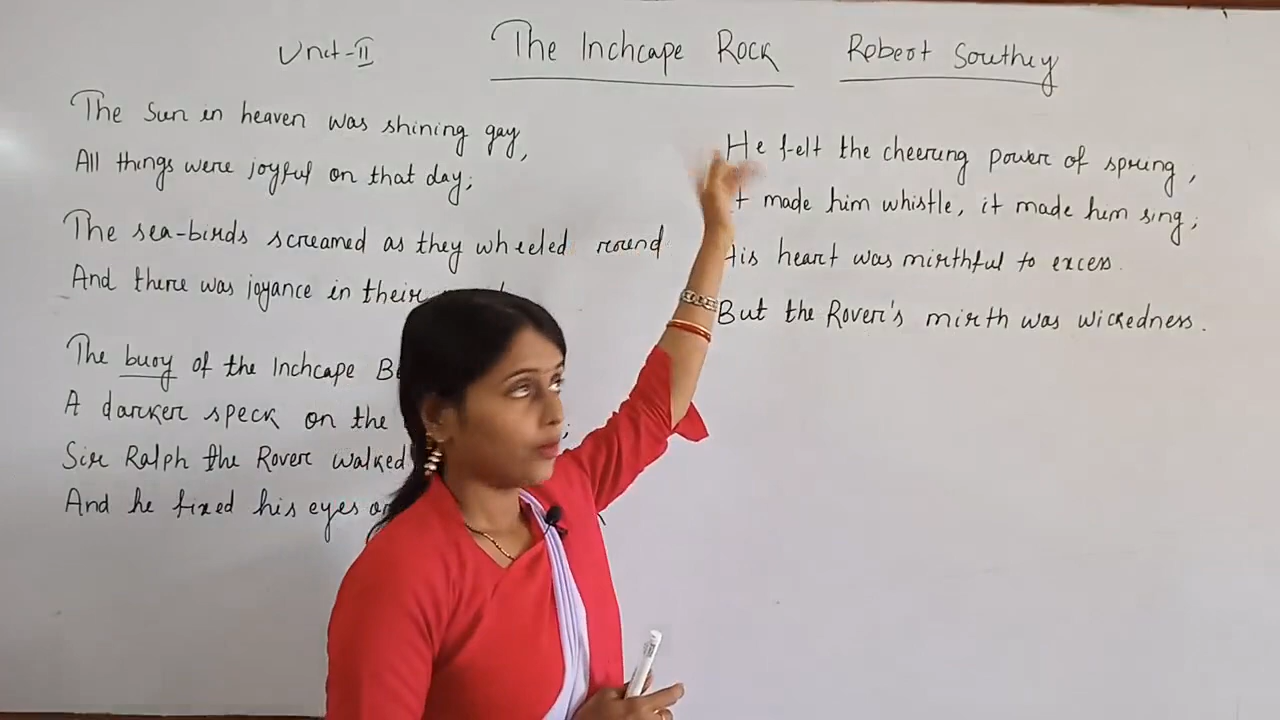 Unit-II
The Inchcape Rock
Robert Southey
The Sun in heaven was shining gay,
All things were joyful on that day;
The sea-birds screamed as they wheeled round
And there was joyance in their
The buoy of the Inchcape
A darker speck on the
Sir Ralph the Rover walked
And he fixed his eyes
He felt the cheering power of spring,
made him whistle, it made him sing;
His heart was mirthful to excess.
But the Rover's mirth was wickedness.